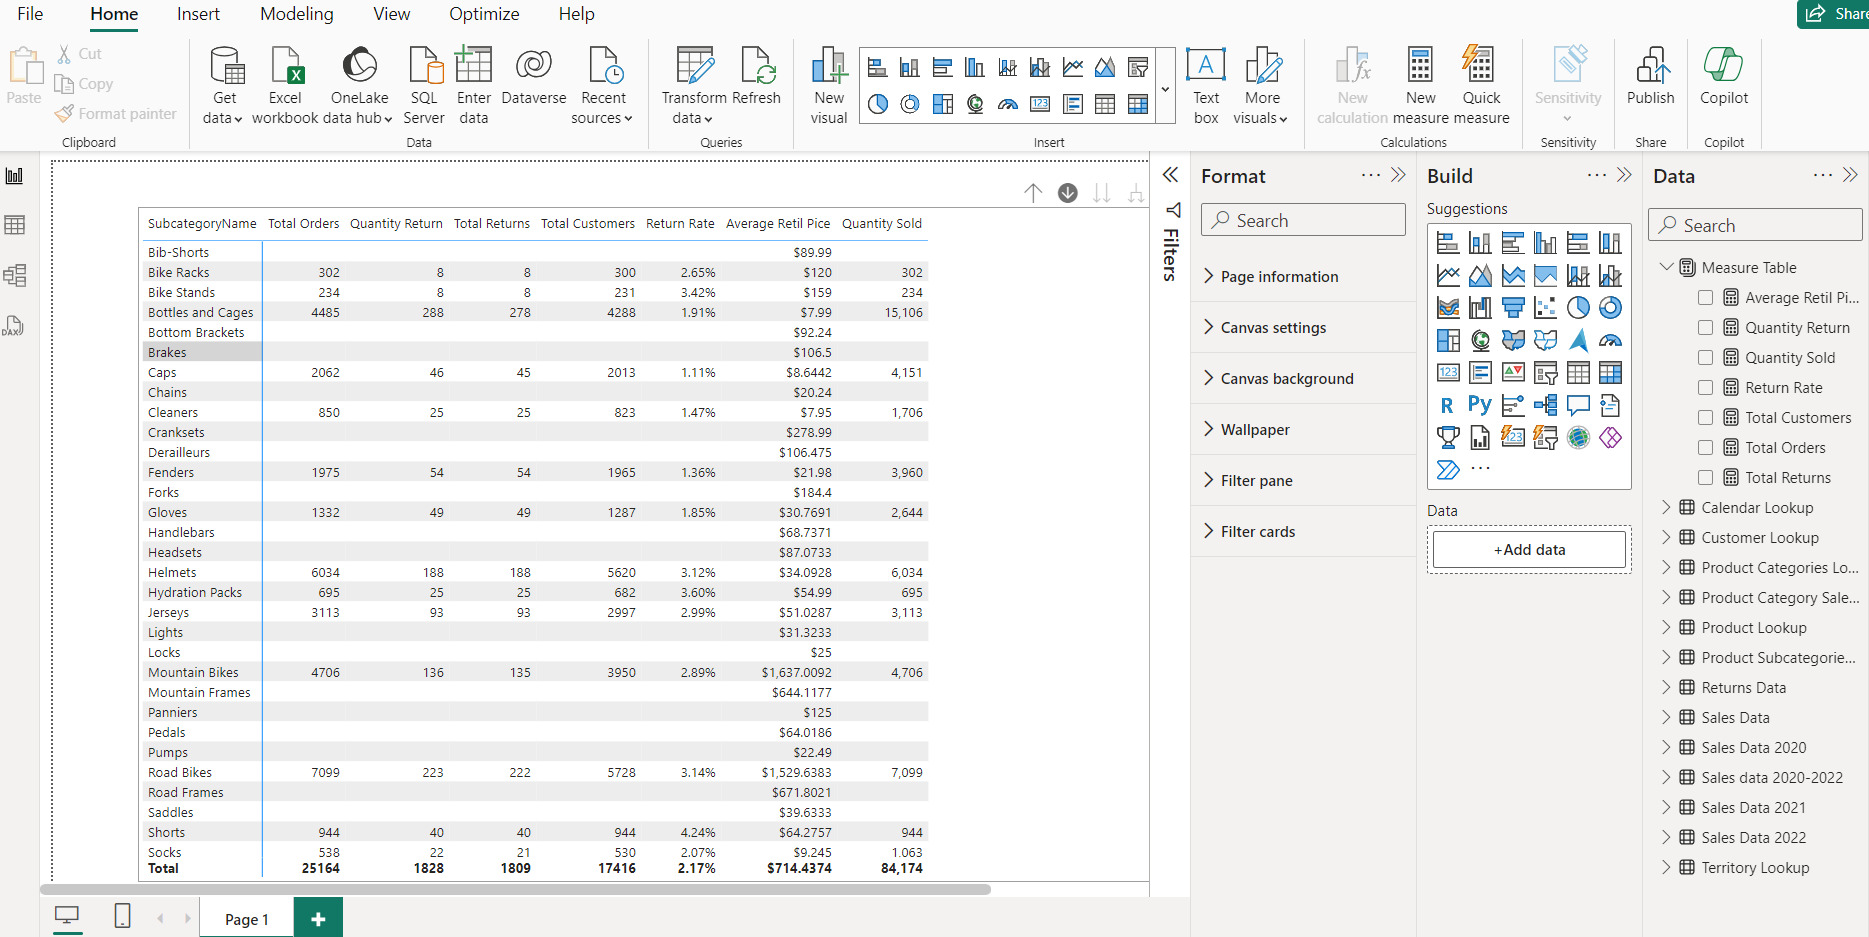 File Home Insert Modeling View Optimize Help Share
Paste
Cut
Copy
Format painter
Clipboard
Get data
Excel workbook
OneLake data hub
SQL Server
Enter data
Dataverse
Recent sources
Data
Transform data
Refresh
Queries
New visual
Text box
More visuals
Insert
New calculation
New measure
Quick measure
Calculations
Sensitivity
Sensitivity
Publish
Share
Copilot
Copilot
DAX
SubcategoryName Total Orders Quantity Return Total Returns Total Customers Return Rate Average Retil Pice Quantity Sold
Bib-Shorts $89.99
Bike Racks 302 8 8 300 2.65% $120 302
Bike Stands 234 8 8 231 3.42% $159 234
Bottles and Cages 4485 288 278 4288 1.91% $7.99 15,106
Bottom Brackets $92.24
Brakes $106.5
Caps 2062 46 45 2013 1.11% $8.6442 4,151
Chains $20.24
Cleaners 850 25 25 823 1.47% $7.95 1,706
Cranksets $278.99
Derailleurs $106.475
Fenders 1975 54 54 1965 1.36% $21.98 3,960
Forks $184.4
Gloves 1332 49 49 1287 1.85% $30.7691 2,644
Handlebars $68.7371
Headsets $87.0733
Helmets 6034 188 188 5620 3.12% $34.0928 6,034
Hydration Packs 695 25 25 682 3.60% $54.99 695
Jerseys 3113 93 93 2997 2.99% $51.0287 3,113
Lights $31.3233
Locks $25
Mountain Bikes 4706 136 135 3950 2.89% $1,637.0092 4,706
Mountain Frames $644.1177
Panniers $125
Pedals $64.0186
Pumps $22.49
Road Bikes 7099 223 222 5728 3.14% $1,529.6383 7,099
Road Frames $671.8021
Saddles $39.6333
Shorts 944 40 40 944 4.24% $64.2757 944
Socks 538 22 21 530 2.07% $9.245 1,063
Total 25164 1828 1809 17416 2.17% $714.4374 84,174
Page 1
Filters
Format
Search
Page information
Canvas settings
Canvas background
Wallpaper
Filter pane
Filter cards
Build
Suggestions
123
R Py
123
Data
+Add data
Data
Search
Measure Table
Average Retil Pi...
Quantity Return
Quantity Sold
Return Rate
Total Customers
Total Orders
Total Returns
Calendar Lookup
Customer Lookup
Product Categories Lo...
Product Category Sale...
Product Lookup
Product Subcategorie...
Returns Data
Sales Data
Sales Data 2020
Sales data 2020-2022
Sales Data 2021
Sales Data 2022
Territory Lookup